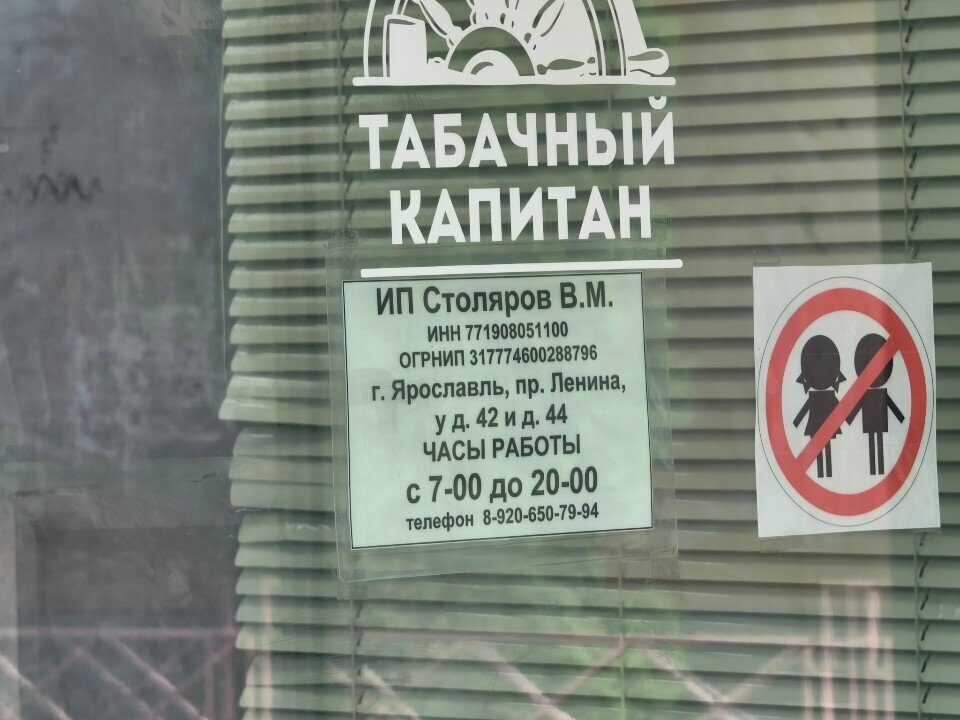 ТАБАЧНЫЙ
КАПИТАН
ИП Столяров В.М.
ИНН 771908051100
ОГРНИП 317774600288796
г. Ярославль, пр. Ленина,
у д. 42 и д. 44
ЧАСЫ РАБОТЫ
с 7-00 до 20-00
телефон 8-920-650-79-94